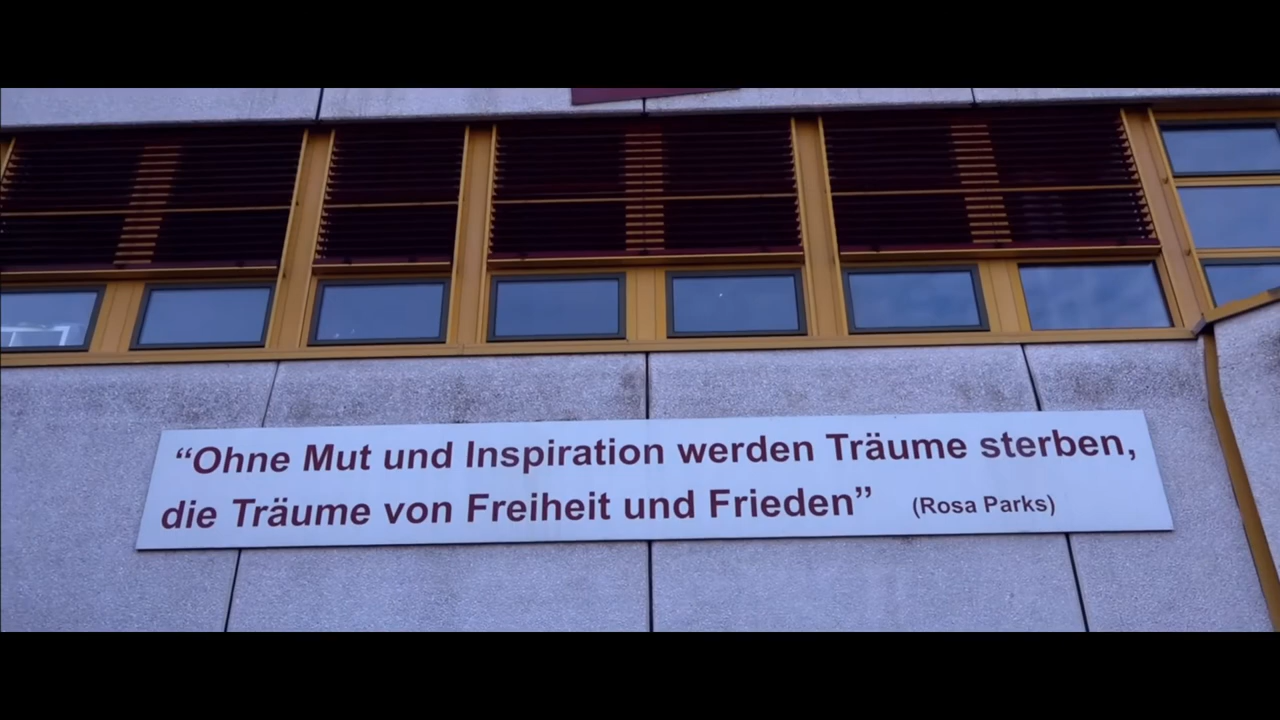 “Ohne Mut und Inspiration werden Träume sterben,
die Träume von Freiheit und Frieden” (Rosa Parks)